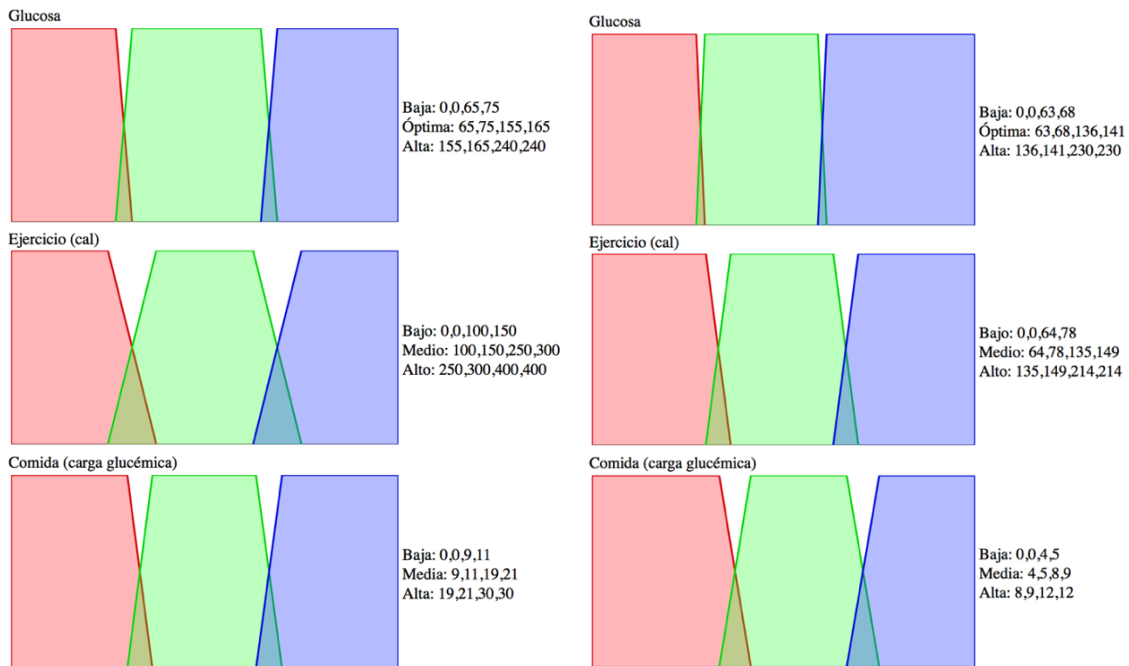 Glucosa
Baja: 0,0,65,75
Óptima: 65,75,155,165
Alta: 155,165,240,240
Ejercicio (cal)
Bajo: 0,0,100,150
Medio: 100,150,250,300
Alto: 250,300,400,400
Comida (carga glucémica)
Baja: 0,0,9,11
Media: 9,11,19,21
Alta: 19,21,30,30
Glucosa
Baja: 0,0,63,68
Óptima: 63,68,136,141
Alta: 136,141,230,230
Ejercicio (cal)
Bajo: 0,0,64,78
Medio: 64,78,135,149
Alto: 135,149,214,214
Comida (carga glucémica)
Baja: 0,0,4,5
Media: 4,5,8,9
Alta: 8,9,12,12